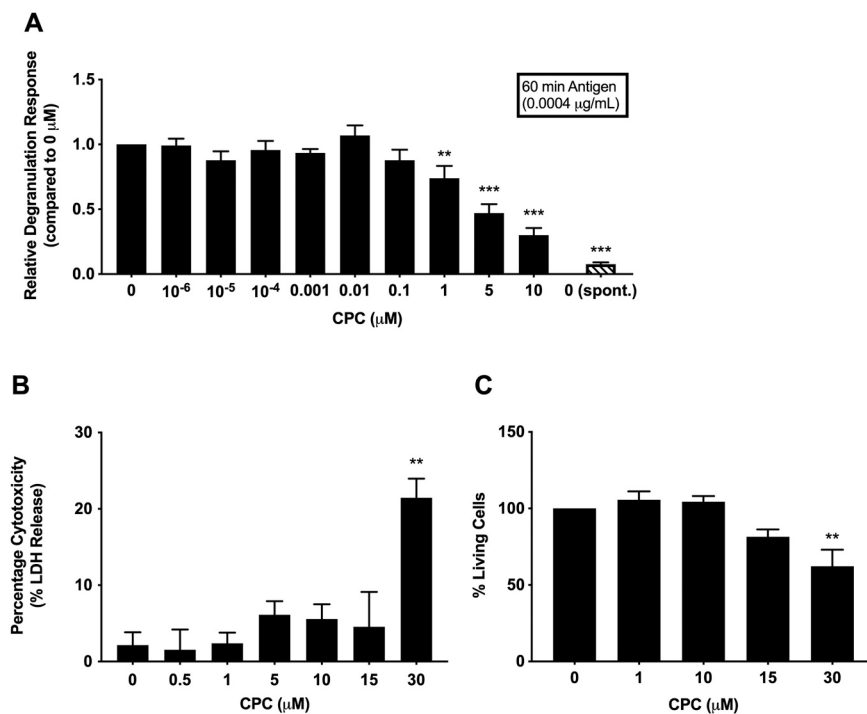 A
Relative Degranulation Response
(compared to 0 μM)
1.5
1.0
0.5
0.0
60 min Antigen
(0.0004 μg/mL)
** *** *** ***
0 10⁻⁶ 10⁻⁵ 10⁻⁴ 0.001 0.01 0.1 1 5 10 0 (spont.)
CPC (μM)
B
Percentage Cytotoxicity
(% LDH Release)
30
20
10
0
**
0 0.5 1 5 10 15 30
CPC (μM)
C
% Living Cells
150
100
50
0
**
0 1 10 15 30
CPC (μM)